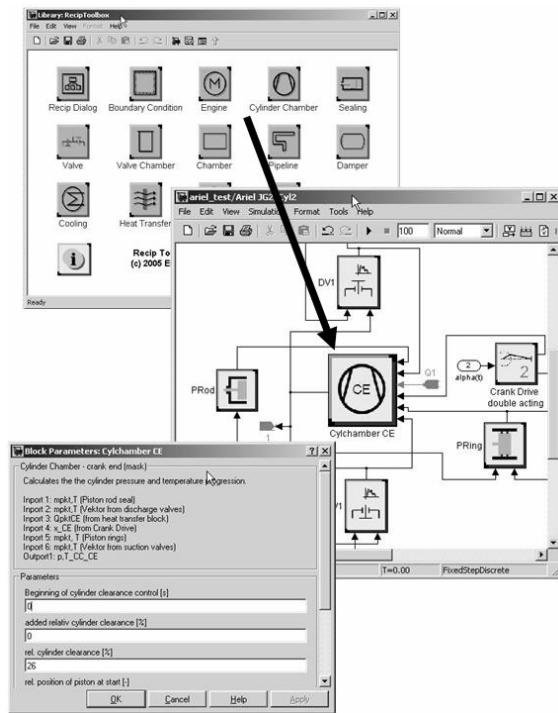 Library: RecipToolbox
File Edit View Format Help
Recip Dialog Boundary Condition Engine Cylinder Chamber Sealing
Valve Valve Chamber Chamber Pipeline Damper
Cooling Heat Transfer
Recip To
(c) 2005 E
Ready
ariel_test/Ariel JG2/Cyl2
File Edit View Simulation Format Tools Help
100 Normal
DV1
PRod
CE
Q1
2
alpha(t)
2
Crank Drive
double acting
Cylchamber CE
1
PRing
V1
T=0.00 FixedStepDiscrete
Block Parameters: Cylchamber CE
Cylinder Chamber - crank end (mask)
Calculates the the cylinder pressure and temperature progression.
Inport 1: mpkt,T (Piston rod seal)
Inport 2: mpkt,T (Vektor from discharge valves)
Inport 3: QpktCE (from heat transfer block)
Inport 4: x_CE (from Crank Drive)
Inport 5: mpkt, T (Piston rings)
Inport 6: mpkt,T (Vektor from suction valves)
Outport1: p,T_CC_CE
Parameters
Beginning of cylinder clearance control [s]
0
added relativ cylinder clearance [%]
0
rel. cylinder clearance [%]
26
rel. position of piston at start [-]
OK Cancel Help Apply